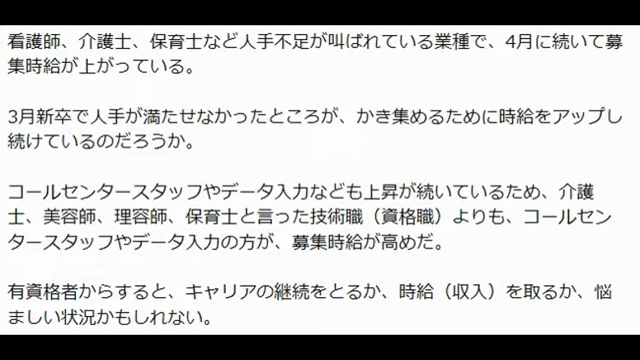 看護師、介護士、保育士など人手不足が叫ばれている業種で、4月に続いて募
集時給が上がっている。
3月新卒で人手が満たせなかったところが、かき集めるために時給をアップし
続けているのだろうか。
コールセンタースタッフやデータ入力なども上昇が続いているため、介護
士、美容師、理容師、保育士と言った技術職（資格職）よりも、コールセン
タースタッフやデータ入力の方が、募集時給が高めだ。
有資格者からすると、キャリアの継続をとるか、時給（収入）を取るか、悩
ましい状況かもしれない。